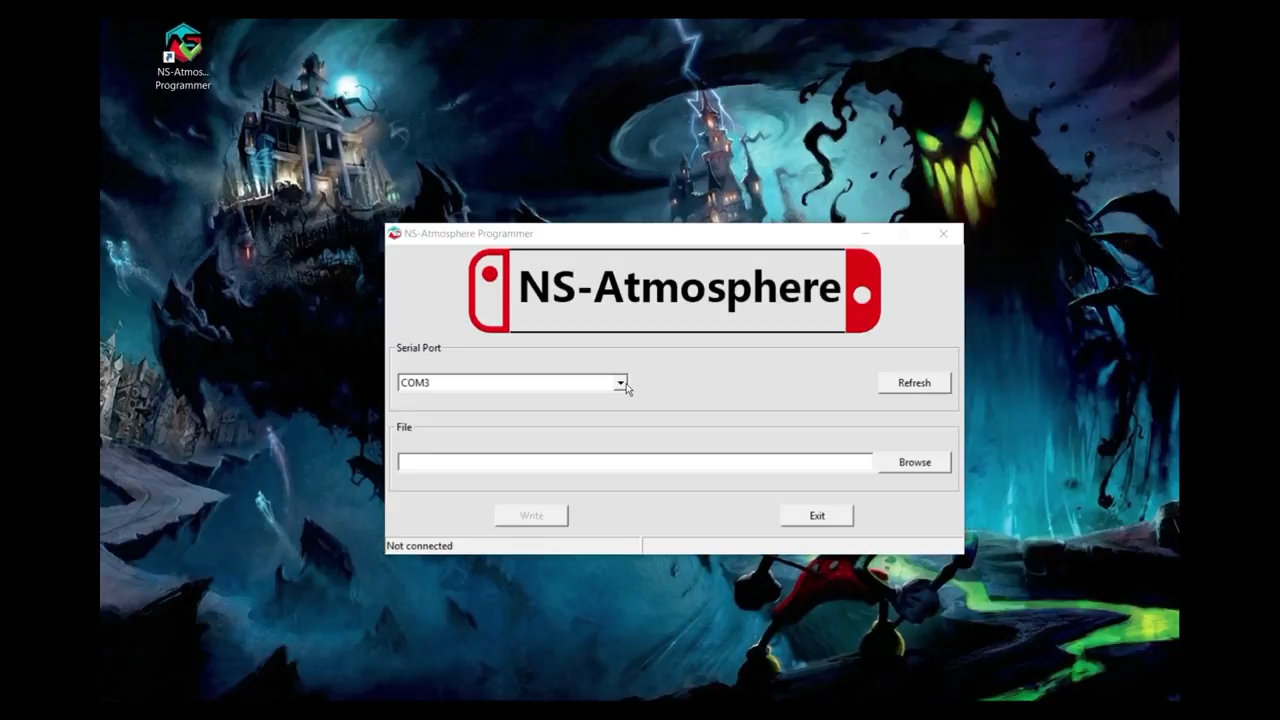 NS-Atmos...
Programmer
NS-Atmosphere Programmer
NS-Atmosphere
Serial Port
COM3
Refresh
File
Browse
Write
Exit
Not connected